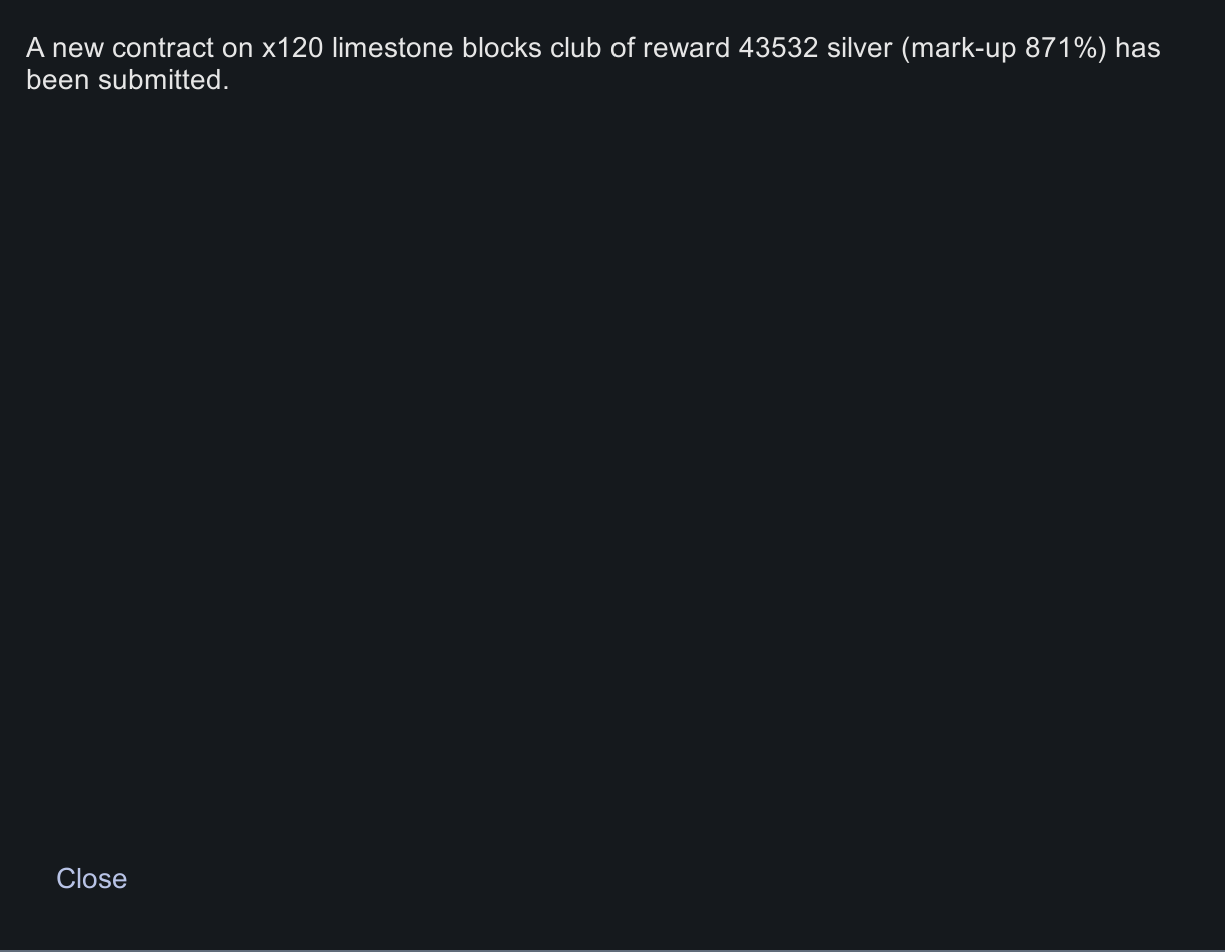 A new contract on x120 limestone blocks club of reward 43532 silver (mark-up 871%) has
been submitted.
Close